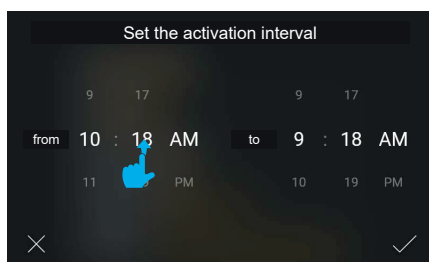 Set the activation interval
9 17 9 17
from 10 : 18 AM to 9 : 18 AM
11 PM 10 19 PM